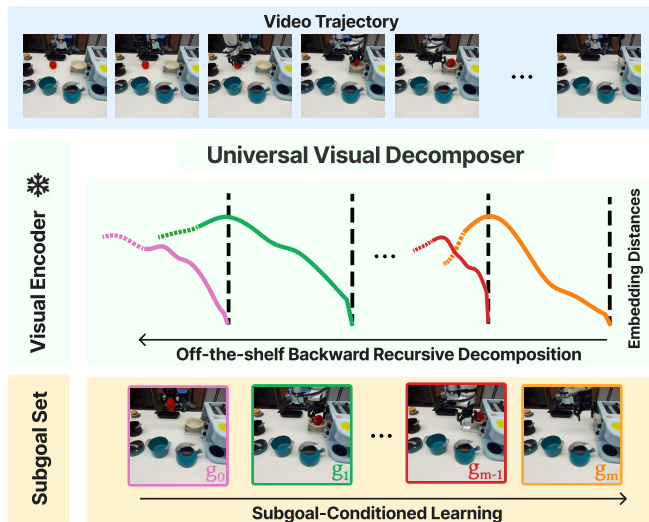 Video Trajectory
...
Universal Visual Decomposer
Visual Encoder
...
Embedding Distances
Off-the-shelf Backward Recursive Decomposition
Subgoal Set
g0
g1
...
gm-1
gm
Subgoal-Conditioned Learning